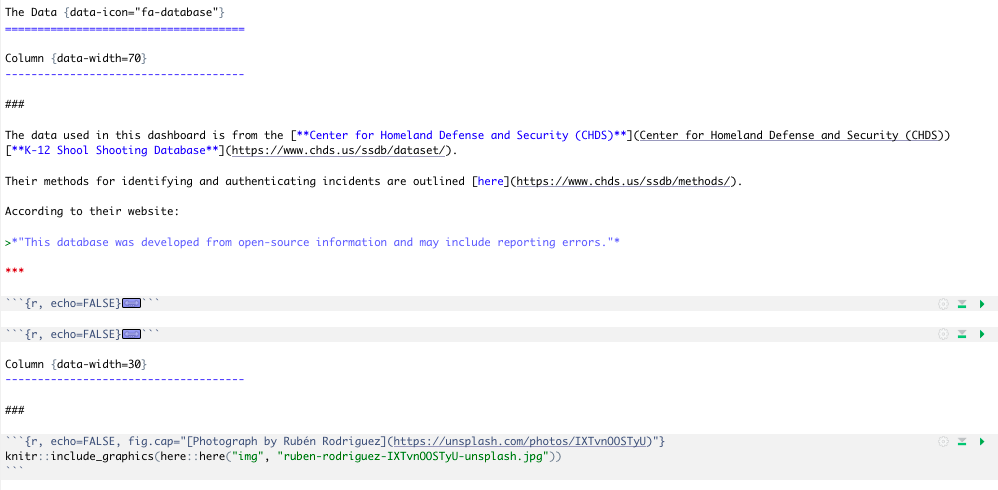 The Data {data-icon="fa-database"}
=====================================
Column {data-width=70}
-------------------------------------
###
The data used in this dashboard is from the [**Center for Homeland Defense and Security (CHDS)**](Center for Homeland Defense and Security (CHDS))
[**K-12 Shool Shooting Database**](https://www.chds.us/ssdb/dataset/).
Their methods for identifying and authenticating incidents are outlined [here](https://www.chds.us/ssdb/methods/).
According to their website:
>*"This database was developed from open-source information and may include reporting errors."*
***
```{r, echo=FALSE}```
```{r, echo=FALSE}```
Column {data-width=30}
-------------------------------------
###
```{r, echo=FALSE, fig.cap="[Photograph by Rubén Rodriguez](https://unsplash.com/photos/IXTvnOOSTyU)"}
knitr::include_graphics(here::here("img", "ruben-rodriguez-IXTvnOOSTyU-unsplash.jpg"))
```